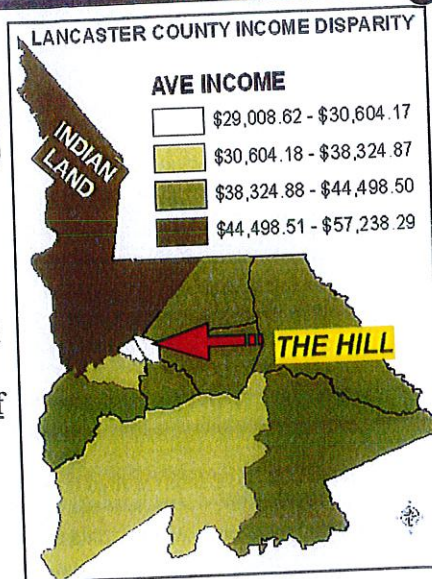 LANCASTER COUNTY INCOME DISPARITY
AVE INCOME
$29,008.62 - $30,604.17
$30,604.18 - $38,324.87
$38,324.88 - $44,498.50
$44,498.51 - $57,238.29
INDIAN
LAND
THE HILL
f